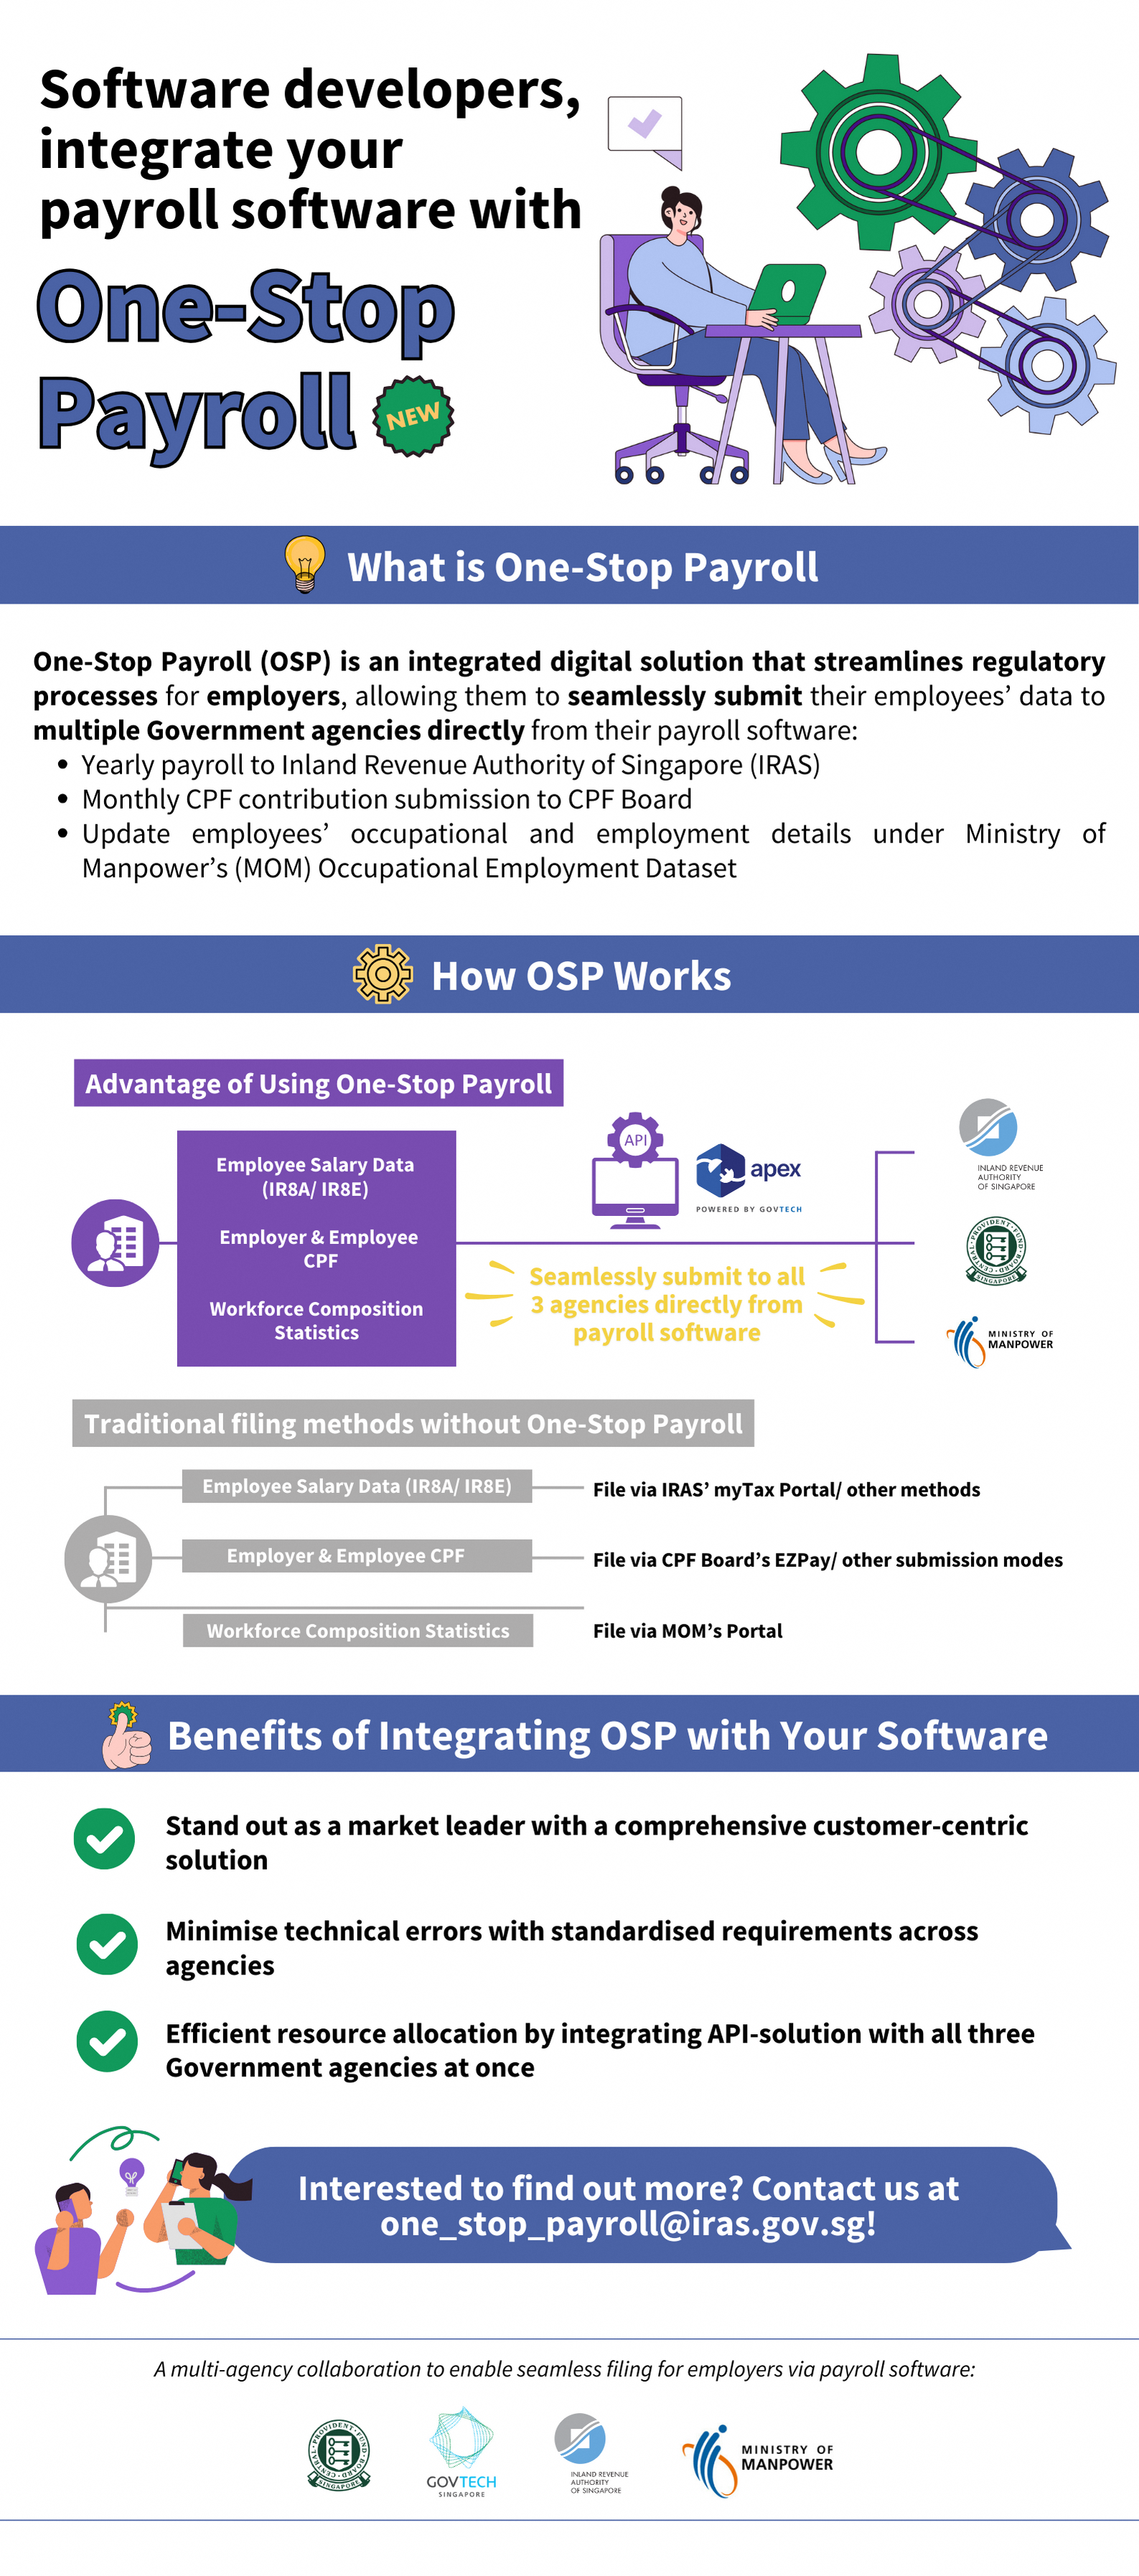 Software developers,
integrate your
payroll software with
One-Stop
Payroll
NEW
What is One-Stop Payroll
One-Stop Payroll (OSP) is an integrated digital solution that streamlines regulatory
processes for employers, allowing them to seamlessly submit their employees’ data to
multiple Government agencies directly from their payroll software:
• Yearly payroll to Inland Revenue Authority of Singapore (IRAS)
• Monthly CPF contribution submission to CPF Board
• Update employees’ occupational and employment details under Ministry of
Manpower’s (MOM) Occupational Employment Dataset
How OSP Works
Advantage of Using One-Stop Payroll
Employee Salary Data
(IR8A/ IR8E)
Employer & Employee
CPF
Workforce Composition
Statistics
API
apex
POWERED BY GOVTECH
Seamlessly submit to all
3 agencies directly from
payroll software
INLAND REVENUE
AUTHORITY
OF SINGAPORE
CENTRAL PROVIDENT FUND BOARD
SINGAPORE
MINISTRY OF
MANPOWER
Traditional filing methods without One-Stop Payroll
Employee Salary Data (IR8A/ IR8E)
File via IRAS’ myTax Portal/ other methods
Employer & Employee CPF
File via CPF Board’s EZPay/ other submission modes
Workforce Composition Statistics
File via MOM’s Portal
Benefits of Integrating OSP with Your Software
Stand out as a market leader with a comprehensive customer-centric
solution
Minimise technical errors with standardised requirements across
agencies
Efficient resource allocation by integrating API-solution with all three
Government agencies at once
Interested to find out more? Contact us at
one_stop_payroll@iras.gov.sg!
A multi-agency collaboration to enable seamless filing for employers via payroll software:
CENTRAL PROVIDENT FUND BOARD
SINGAPORE
GOVTECH
SINGAPORE
INLAND REVENUE
AUTHORITY
OF SINGAPORE
MINISTRY OF
MANPOWER